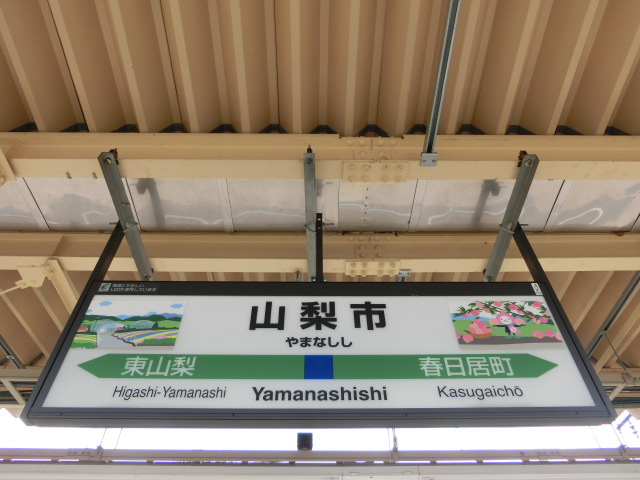 山梨市
やまなしし
東山梨 春日居町
Higashi-Yamanashi Yamanashishi Kasugaichō